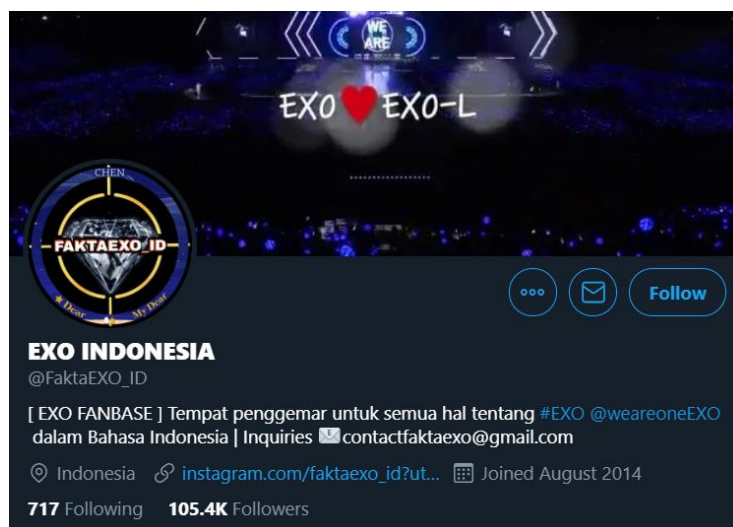 WE
ARE
EXO ❤ EXO-L
CHEN
FAKTAEXO_ID
★ Dear
My Dear
Follow
EXO INDONESIA
@FaktaEXO_ID
[ EXO FANBASE ] Tempat penggemar untuk semua hal tentang #EXO @weareoneEXO
dalam Bahasa Indonesia | Inquiries 📧contactfaktaexo@gmail.com
Indonesia instagram.com/faktaexo_id?ut... Joined August 2014
717 Following 105.4K Followers